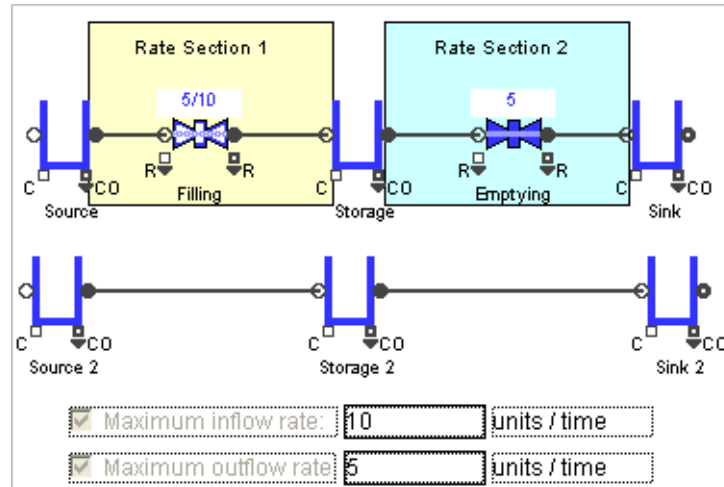 Rate Section 1 Rate Section 2
5/10 5
R R R R
C CO C CO C CO
Filling Emptying
Source Storage Sink
C CO C CO C CO
Source 2 Storage 2 Sink 2
Maximum inflow rate: 10 units / time
Maximum outflow rate 5 units / time